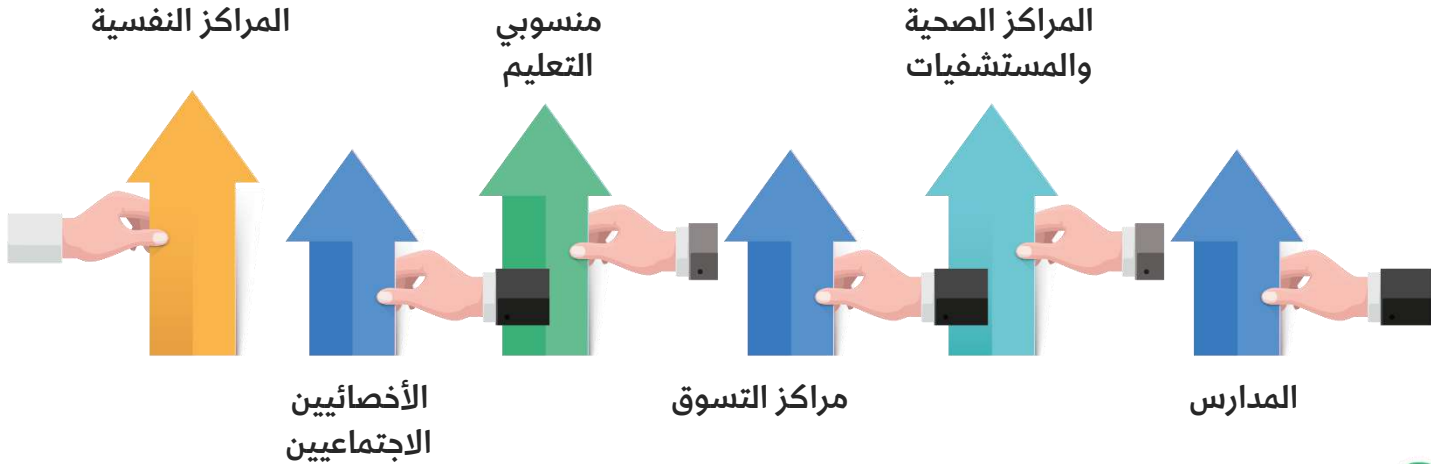 المراكز الصحية
والمستشفيات
منسوبي
التعليم
المراكز النفسية
المدارس
مراكز التسوق
الأخصائيين
الاجتماعيين